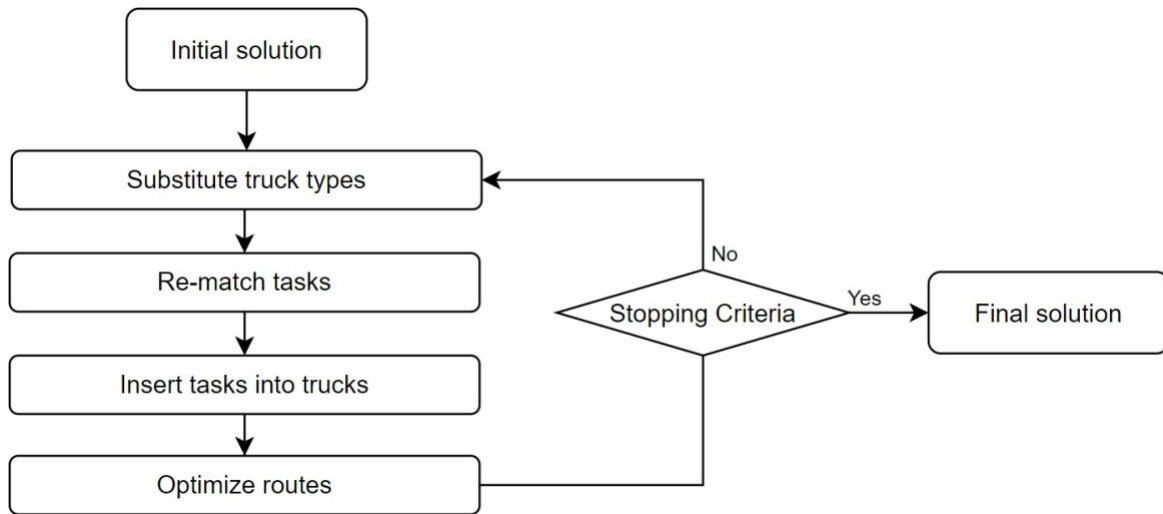 Initial solution
Substitute truck types
Re-match tasks
Insert tasks into trucks
Optimize routes
No
Stopping Criteria
Yes
Final solution